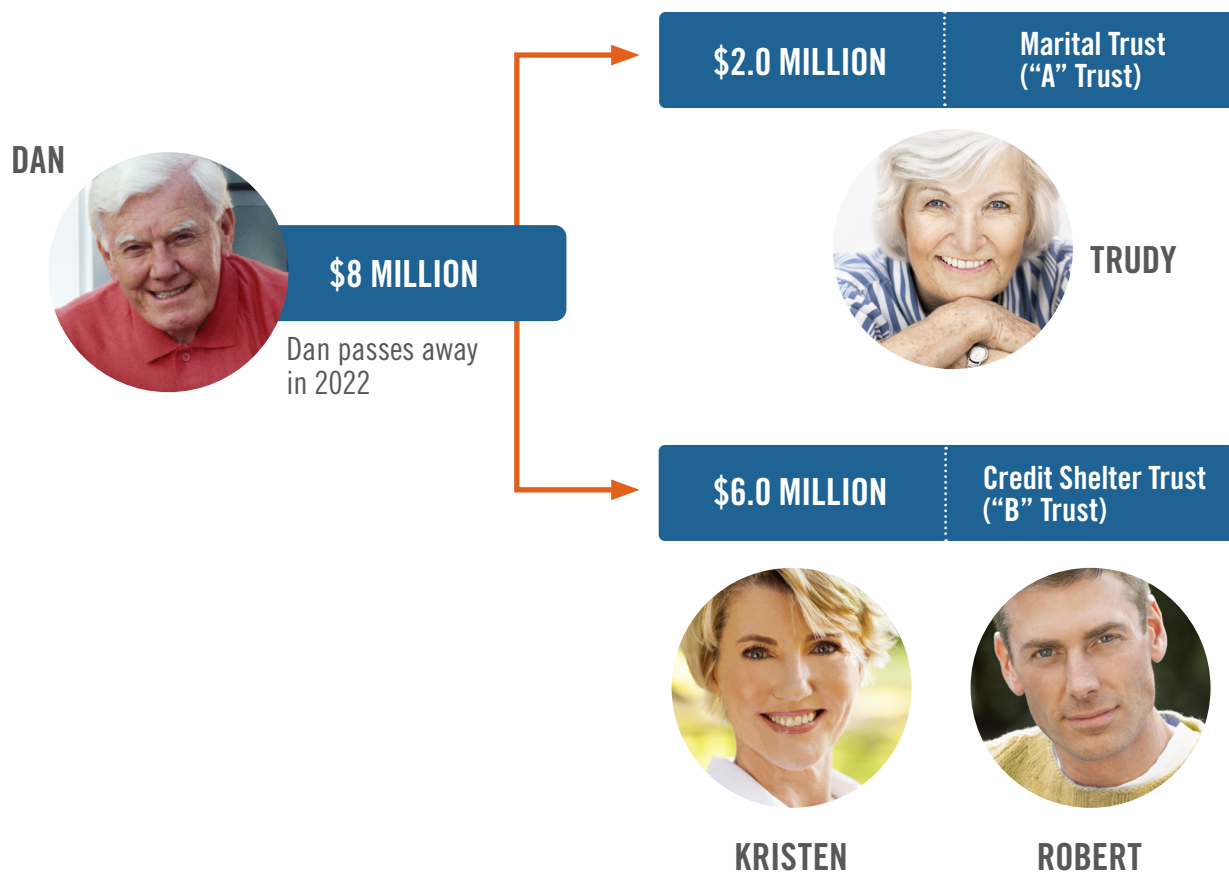 DAN
$8 MILLION
Dan passes away
in 2022
$2.0 MILLION
Marital Trust
(“A” Trust)
TRUDY
$6.0 MILLION
Credit Shelter Trust
(“B” Trust)
KRISTEN
ROBERT